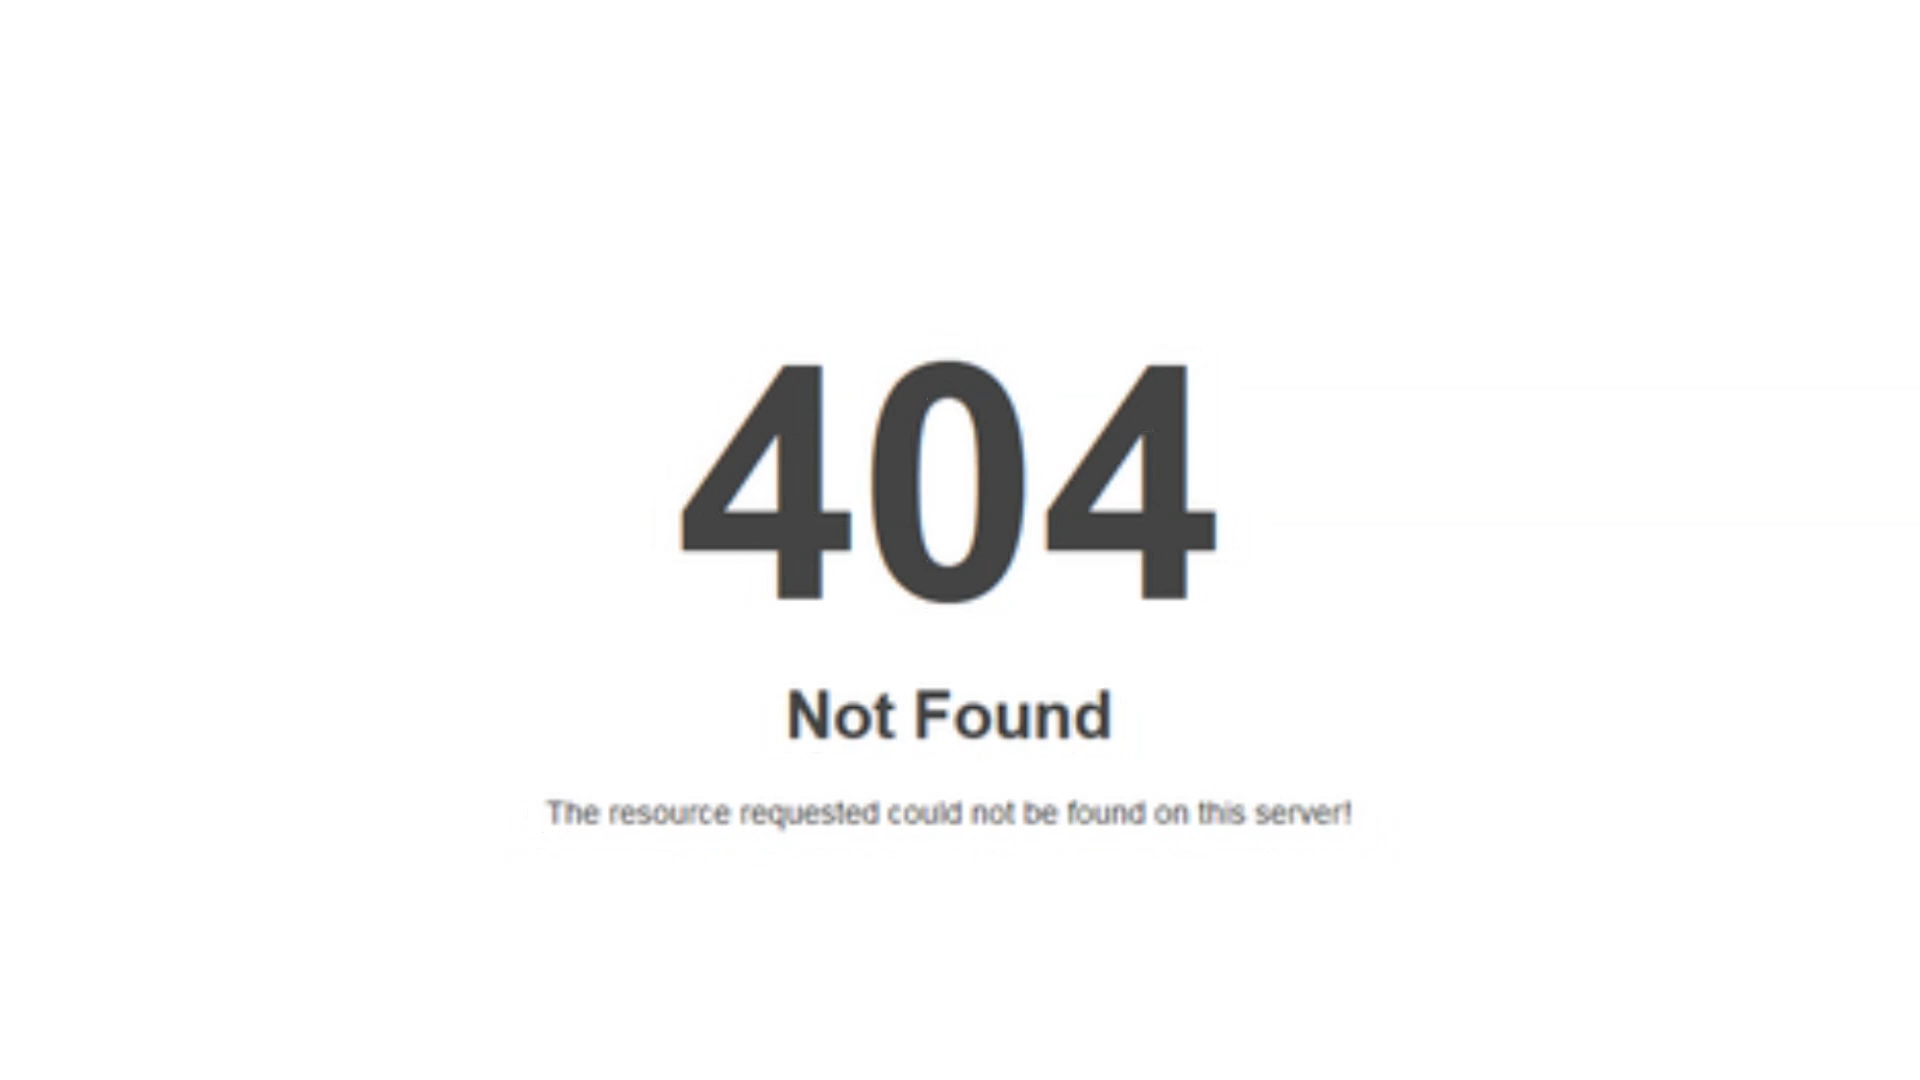 404
Not Found
The resource requested could not be found on this server!